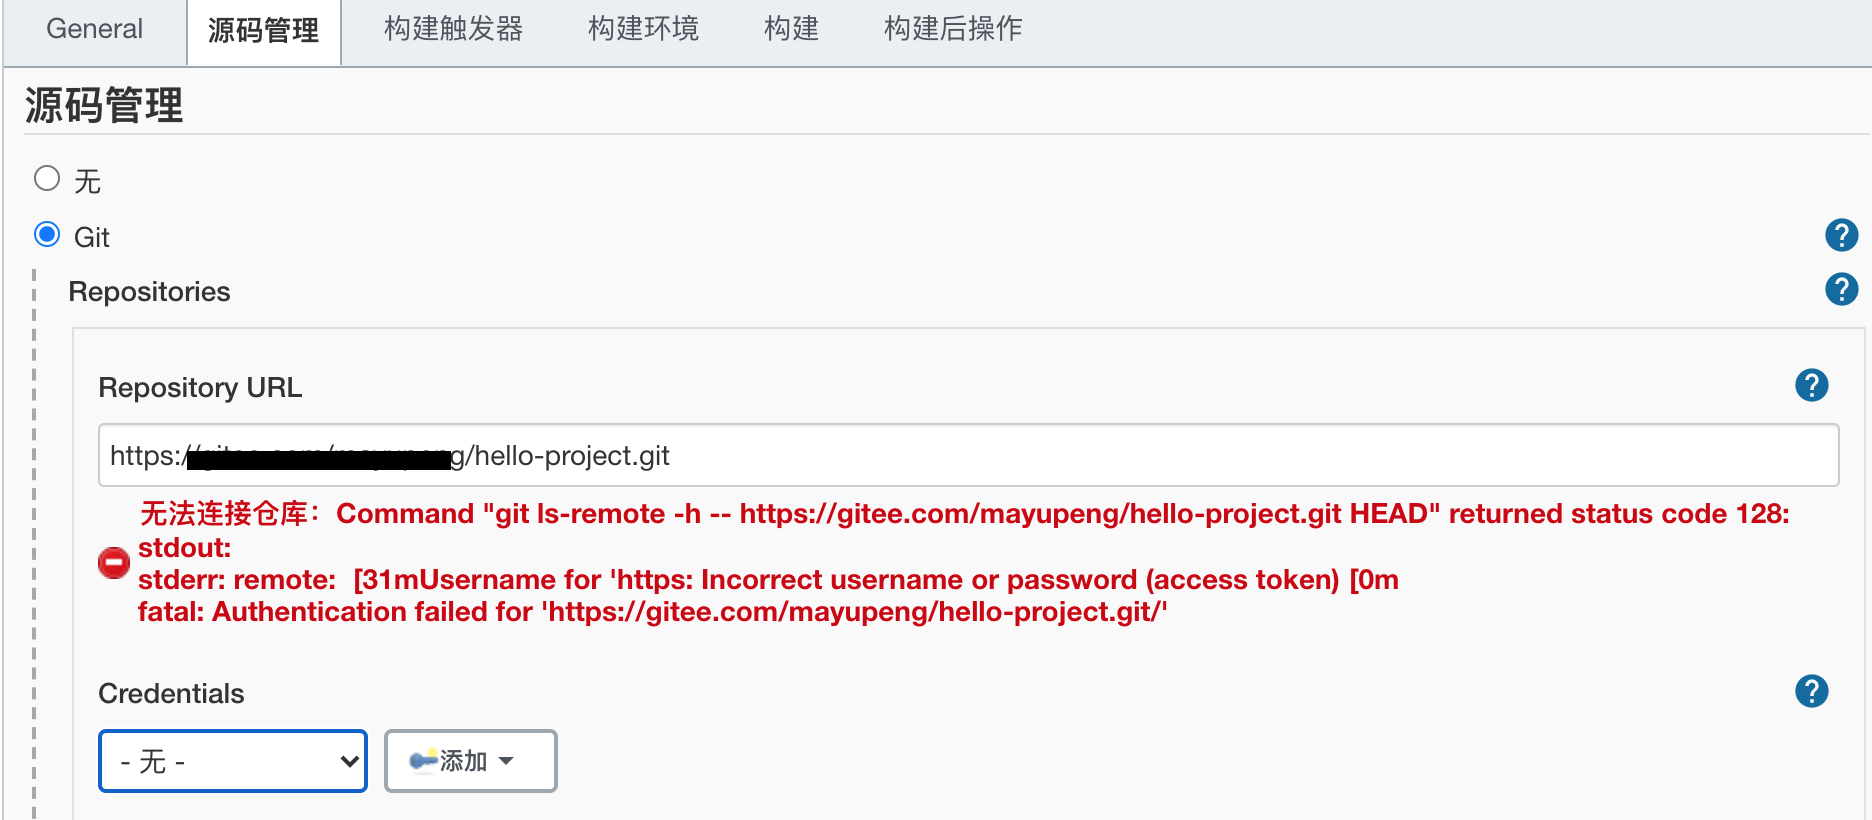 General 源码管理 构建触发器 构建环境 构建 构建后操作
源码管理
无
Git
?
Repositories
?
Repository URL
?
https://gitee.com/mayupeng/hello-project.git
无法连接仓库：Command "git ls-remote -h -- https://gitee.com/mayupeng/hello-project.git HEAD" returned status code 128:
stdout:
stderr: remote: [31mUsername for 'https: Incorrect username or password (access token) [0m
fatal: Authentication failed for 'https://gitee.com/mayupeng/hello-project.git/'
Credentials
?
- 无 -
添加